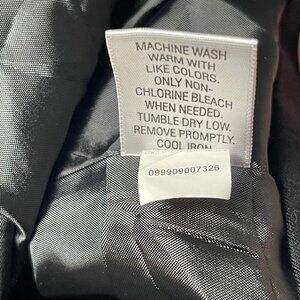 MACHINE WASH
WARM WITH
LIKE COLORS.
ONLY NON-
CHLORINE BLEACH
WHEN NEEDED.
TUMBLE DRY LOW.
REMOVE PROMPTLY.
COOL IRON
099909007326